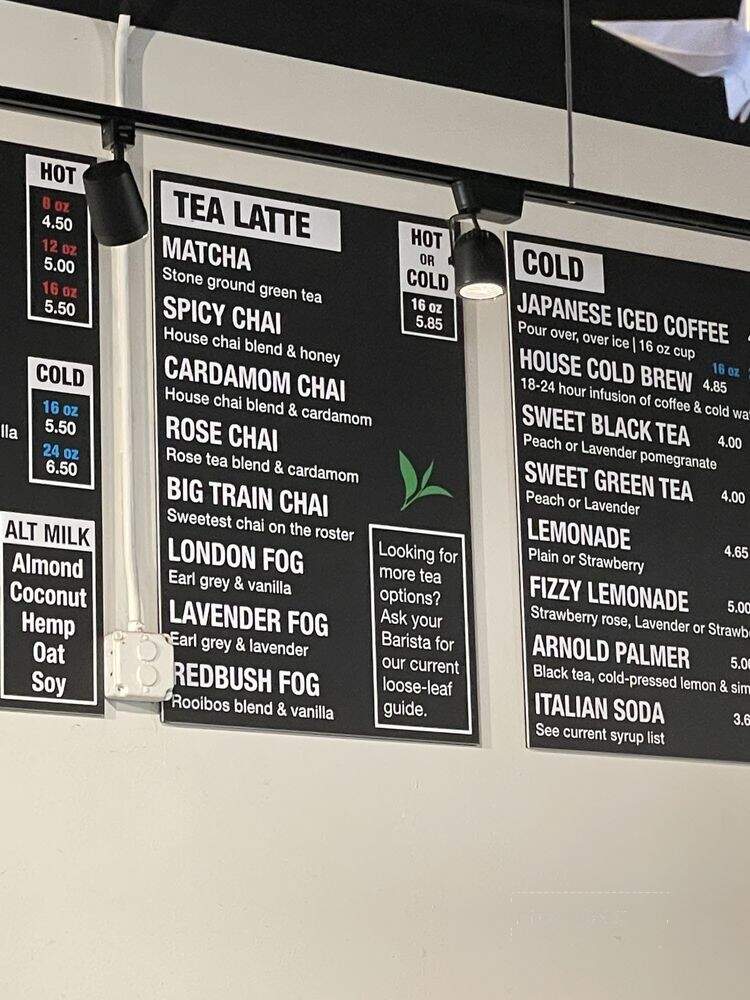 HOT
8 oz
4.50
12 oz
5.00
16 oz
5.50
COLD
16 oz
5.50
24 oz
6.50
lla
ALT MILK
Almond
Coconut
Hemp
Oat
Soy
TEA LATTE
HOT
OR
COLD
16 oz
5.85
MATCHA
Stone ground green tea
SPICY CHAI
House chai blend & honey
CARDAMOM CHAI
House chai blend & cardamom
ROSE CHAI
Rose tea blend & cardamom
BIG TRAIN CHAI
Sweetest chai on the roster
LONDON FOG
Earl grey & vanilla
LAVENDER FOG
Earl grey & lavender
REDBUSH FOG
Rooibos blend & vanilla
Looking for
more tea
options?
Ask your
Barista for
our current
loose-leaf
guide.
COLD
JAPANESE ICED COFFEE
Pour over, over ice | 16 oz cup
16 oz
HOUSE COLD BREW 4.85
18-24 hour infusion of coffee & cold wa
SWEET BLACK TEA 4.00
Peach or Lavender pomegranate
SWEET GREEN TEA 4.00
Peach or Lavender
LEMONADE 4.65
Plain or Strawberry
FIZZY LEMONADE 5.00
Strawberry rose, Lavender or Strawb
ARNOLD PALMER 5.0
Black tea, cold-pressed lemon & sim
ITALIAN SODA 3.6
See current syrup list